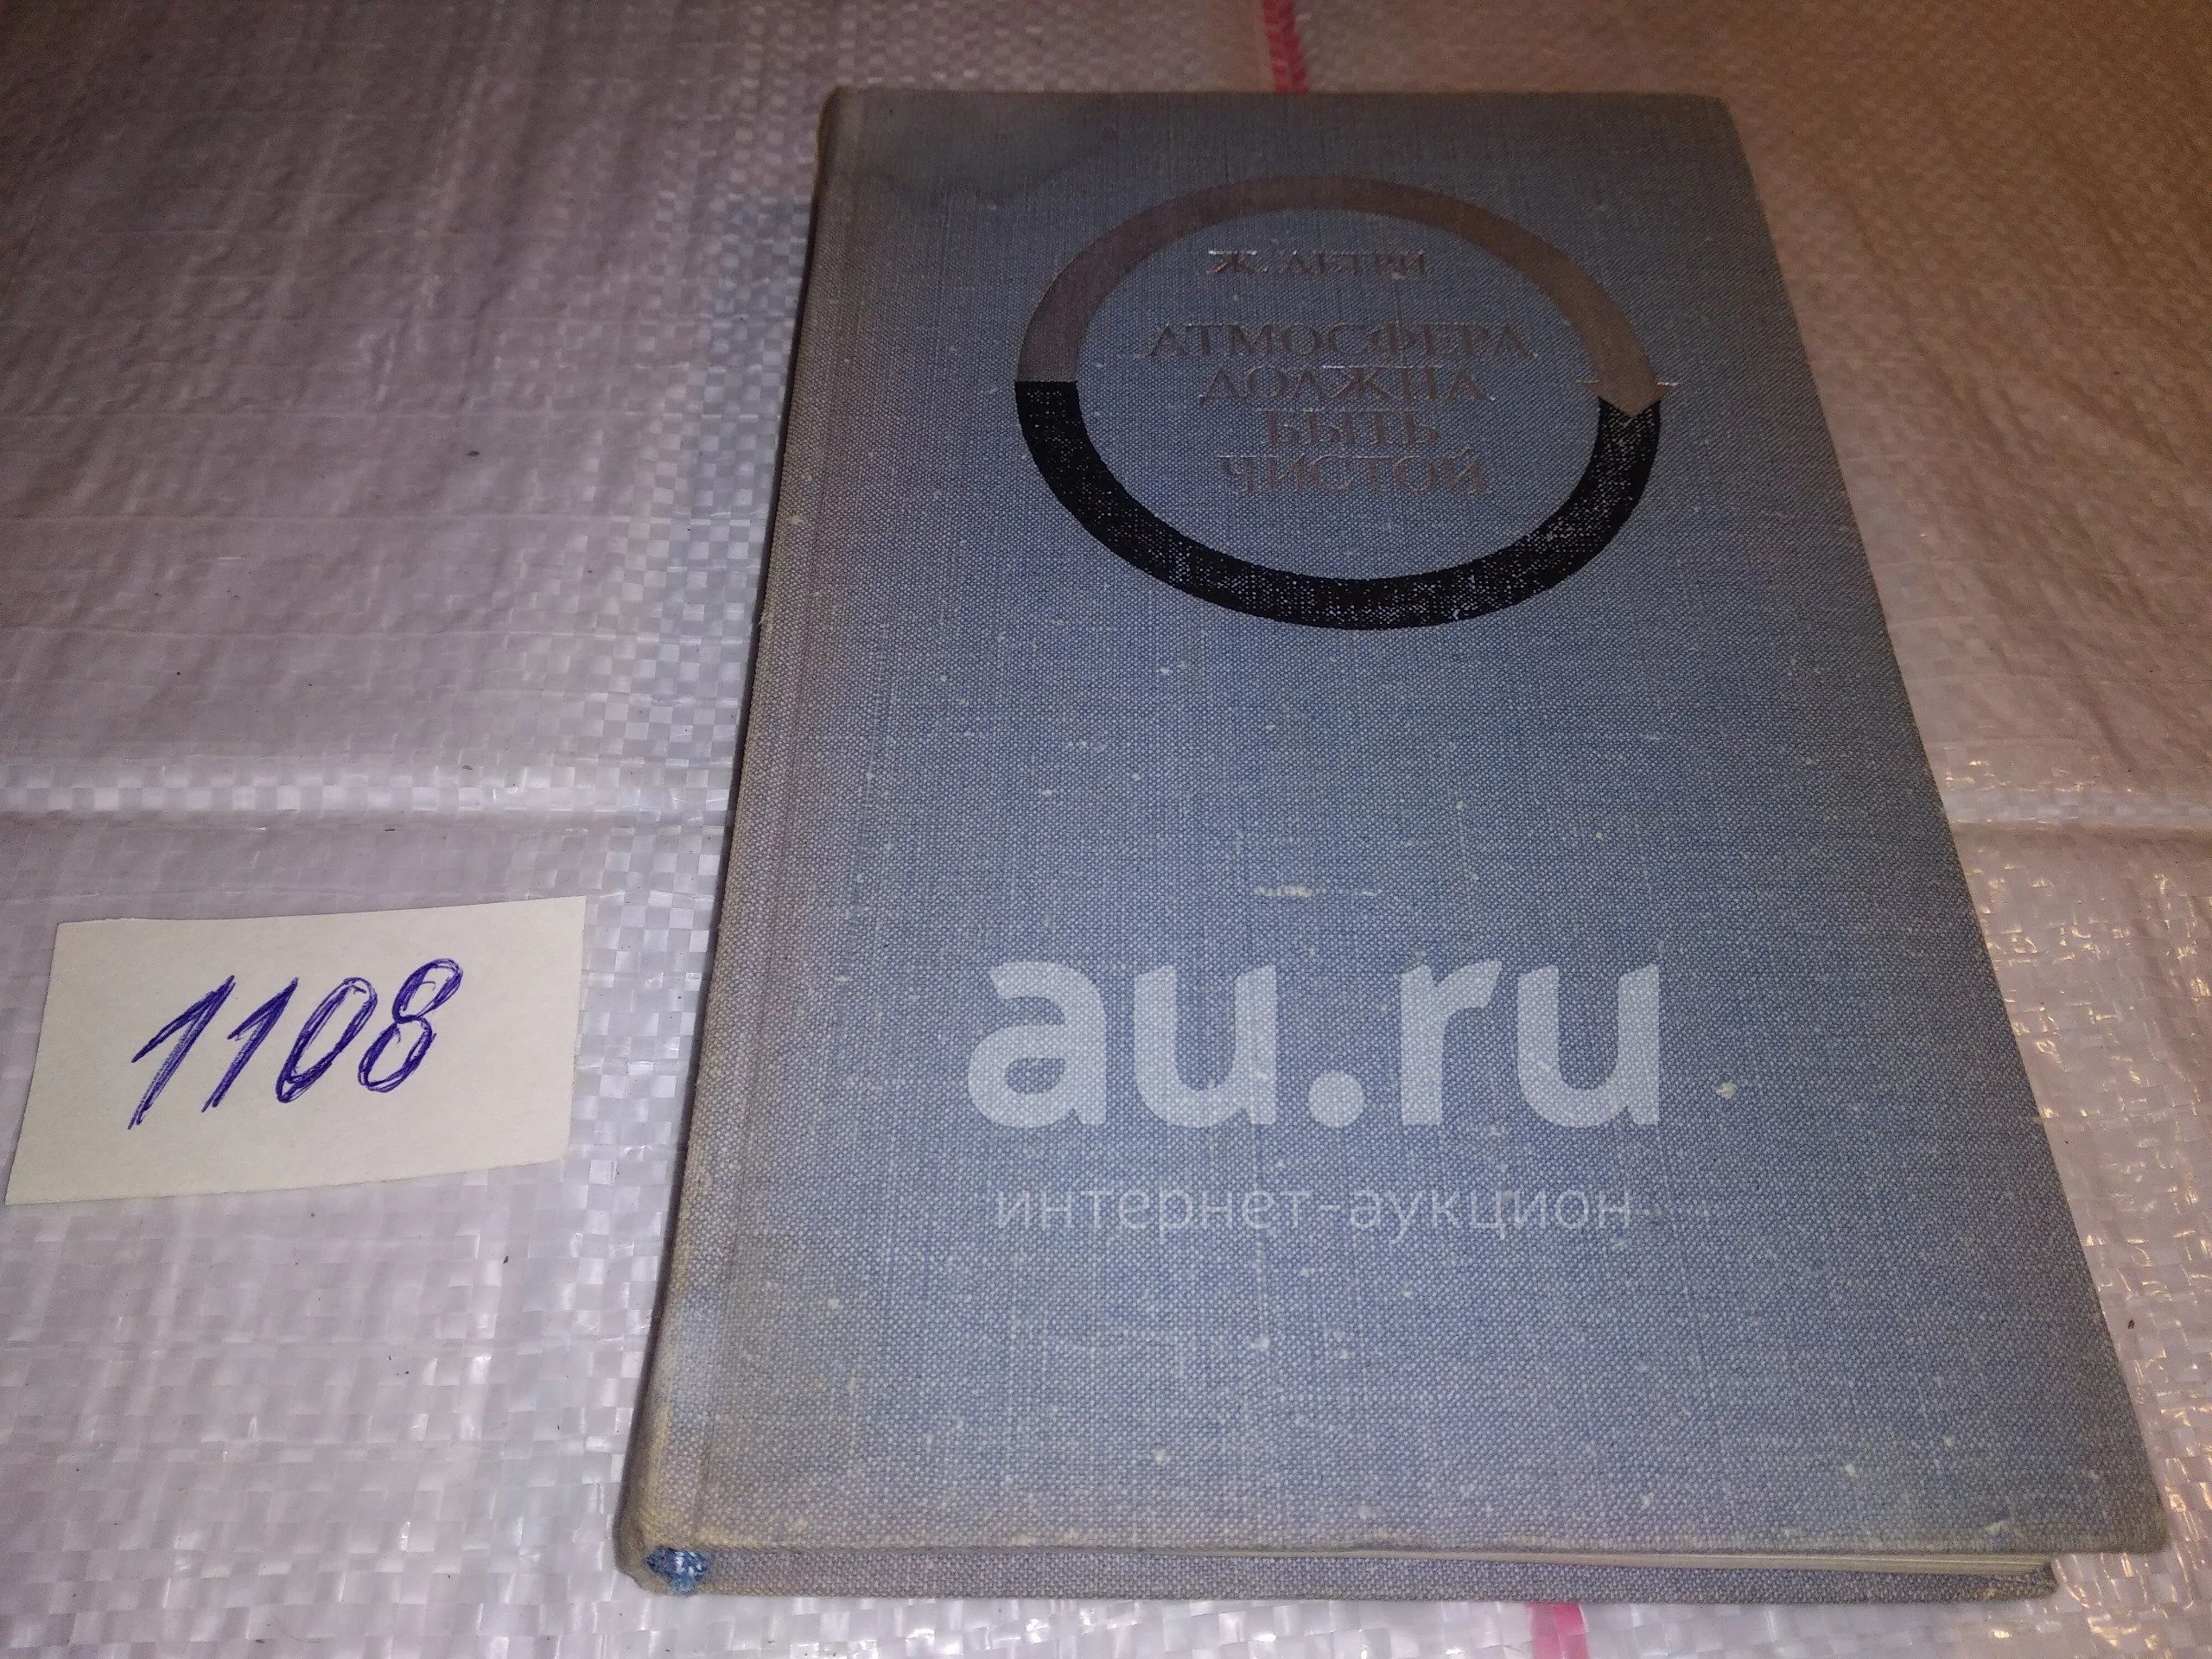 Ж. ДЕТРИ
АТМОСФЕРА
ДОЛЖНА
БЫТЬ
ЧИСТОЙ
1108
au.ru
интернет-аукцион